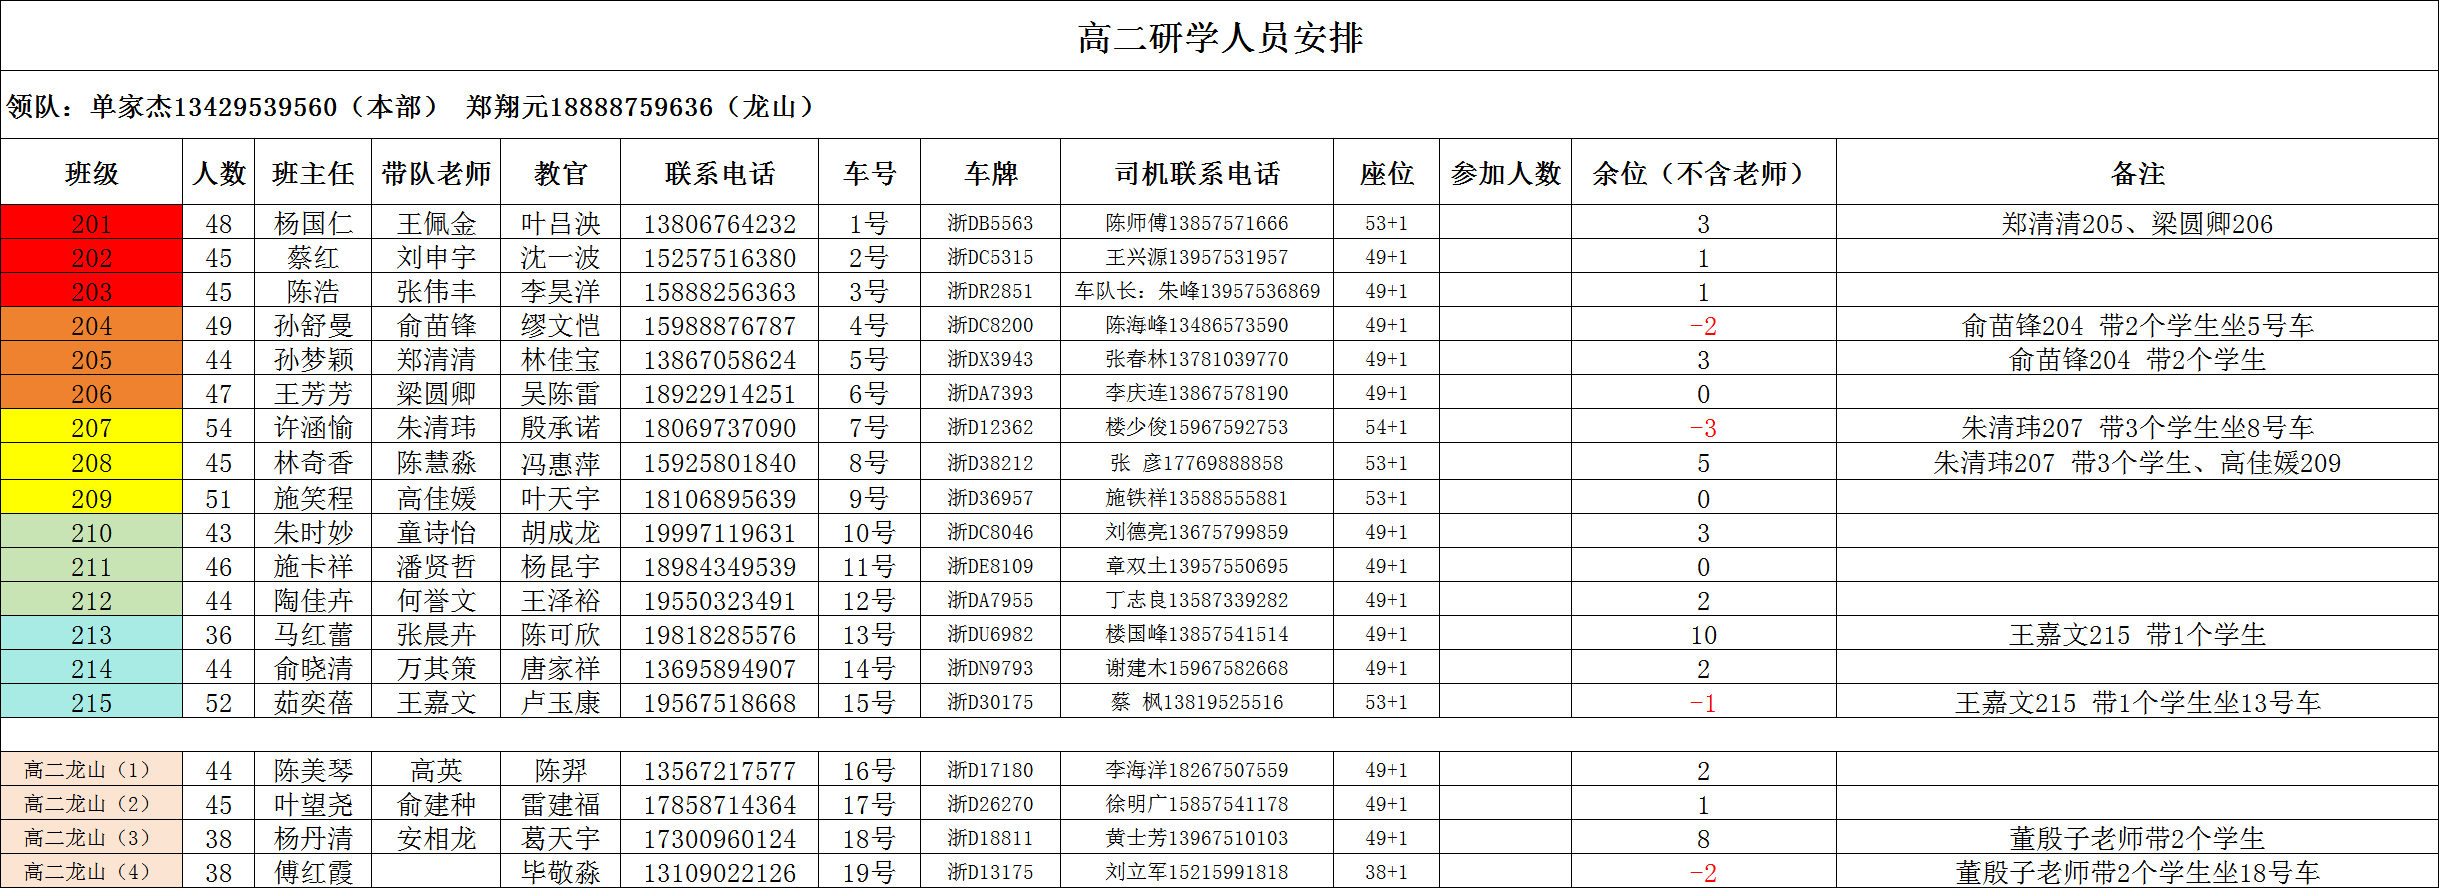 高二研学人员安排
领队：单家杰13429539560（本部） 郑翔元18888759636（龙山）
班级 人数 班主任 带队老师 教官 联系电话 车号 车牌 司机联系电话 座位 参加人数 余位（不含老师） 备注
201 48 杨国仁 王佩金 叶吕泱 13806764232 1号 浙DB5563 陈师傅13857571666 53+1 3 郑清清205、梁圆卿206
202 45 蔡红 刘申宇 沈一波 15257516380 2号 浙DC5315 王兴源13957531957 49+1 1
203 45 陈浩 张伟丰 李昊洋 15888256363 3号 浙DR2851 车队长：朱峰13957536869 49+1 1
204 49 孙舒曼 俞苗锋 缪文恺 15988876787 4号 浙DC8200 陈海峰13486573590 49+1 -2 俞苗锋204 带2个学生坐5号车
205 44 孙梦颖 郑清清 林佳宝 13867058624 5号 浙DX3943 张春林13781039770 49+1 3 俞苗锋204 带2个学生
206 47 王芳芳 梁圆卿 吴陈雷 18922914251 6号 浙DA7393 李庆连13867578190 49+1 0
207 54 许涵愉 朱清玮 殷承诺 18069737090 7号 浙D12362 楼少俊15967592753 54+1 -3 朱清玮207 带3个学生坐8号车
208 45 林奇香 陈慧淼 冯惠萍 15925801840 8号 浙D38212 张 彦17769888858 53+1 5 朱清玮207 带3个学生、高佳媛209
209 51 施笑程 高佳媛 叶天宇 18106895639 9号 浙D36957 施铁祥13588555881 53+1 0
210 43 朱时妙 童诗怡 胡成龙 19997119631 10号 浙DC8046 刘德亮13675799859 49+1 3
211 46 施卡祥 潘贤哲 杨昆宇 18984349539 11号 浙DE8109 章双土13957550695 49+1 0
212 44 陶佳卉 何誉文 王泽裕 19550323491 12号 浙DA7955 丁志良13587339282 49+1 2
213 36 马红蕾 张晨卉 陈可欣 19818285576 13号 浙DU6982 楼国峰13857541514 49+1 10 王嘉文215 带1个学生
214 44 俞晓清 万其策 唐家祥 13695894907 14号 浙DN9793 谢建木15967582668 49+1 2
215 52 茹奕蓓 王嘉文 卢玉康 19567518668 15号 浙D30175 蔡 枫13819525516 53+1 -1 王嘉文215 带1个学生坐13号车
高二龙山（1） 44 陈美琴 高英 陈羿 13567217577 16号 浙D17180 李海洋18267507559 49+1 2
高二龙山（2） 45 叶望尧 俞建种 雷建福 17858714364 17号 浙D26270 徐明广15857541178 49+1 1
高二龙山（3） 38 杨丹清 安相龙 葛天宇 17300960124 18号 浙D18811 黄士芳13967510103 49+1 8 董殷子老师带2个学生
高二龙山（4） 38 傅红霞 毕敬淼 13109022126 19号 浙D13175 刘立军15215991818 38+1 -2 董殷子老师带2个学生坐18号车